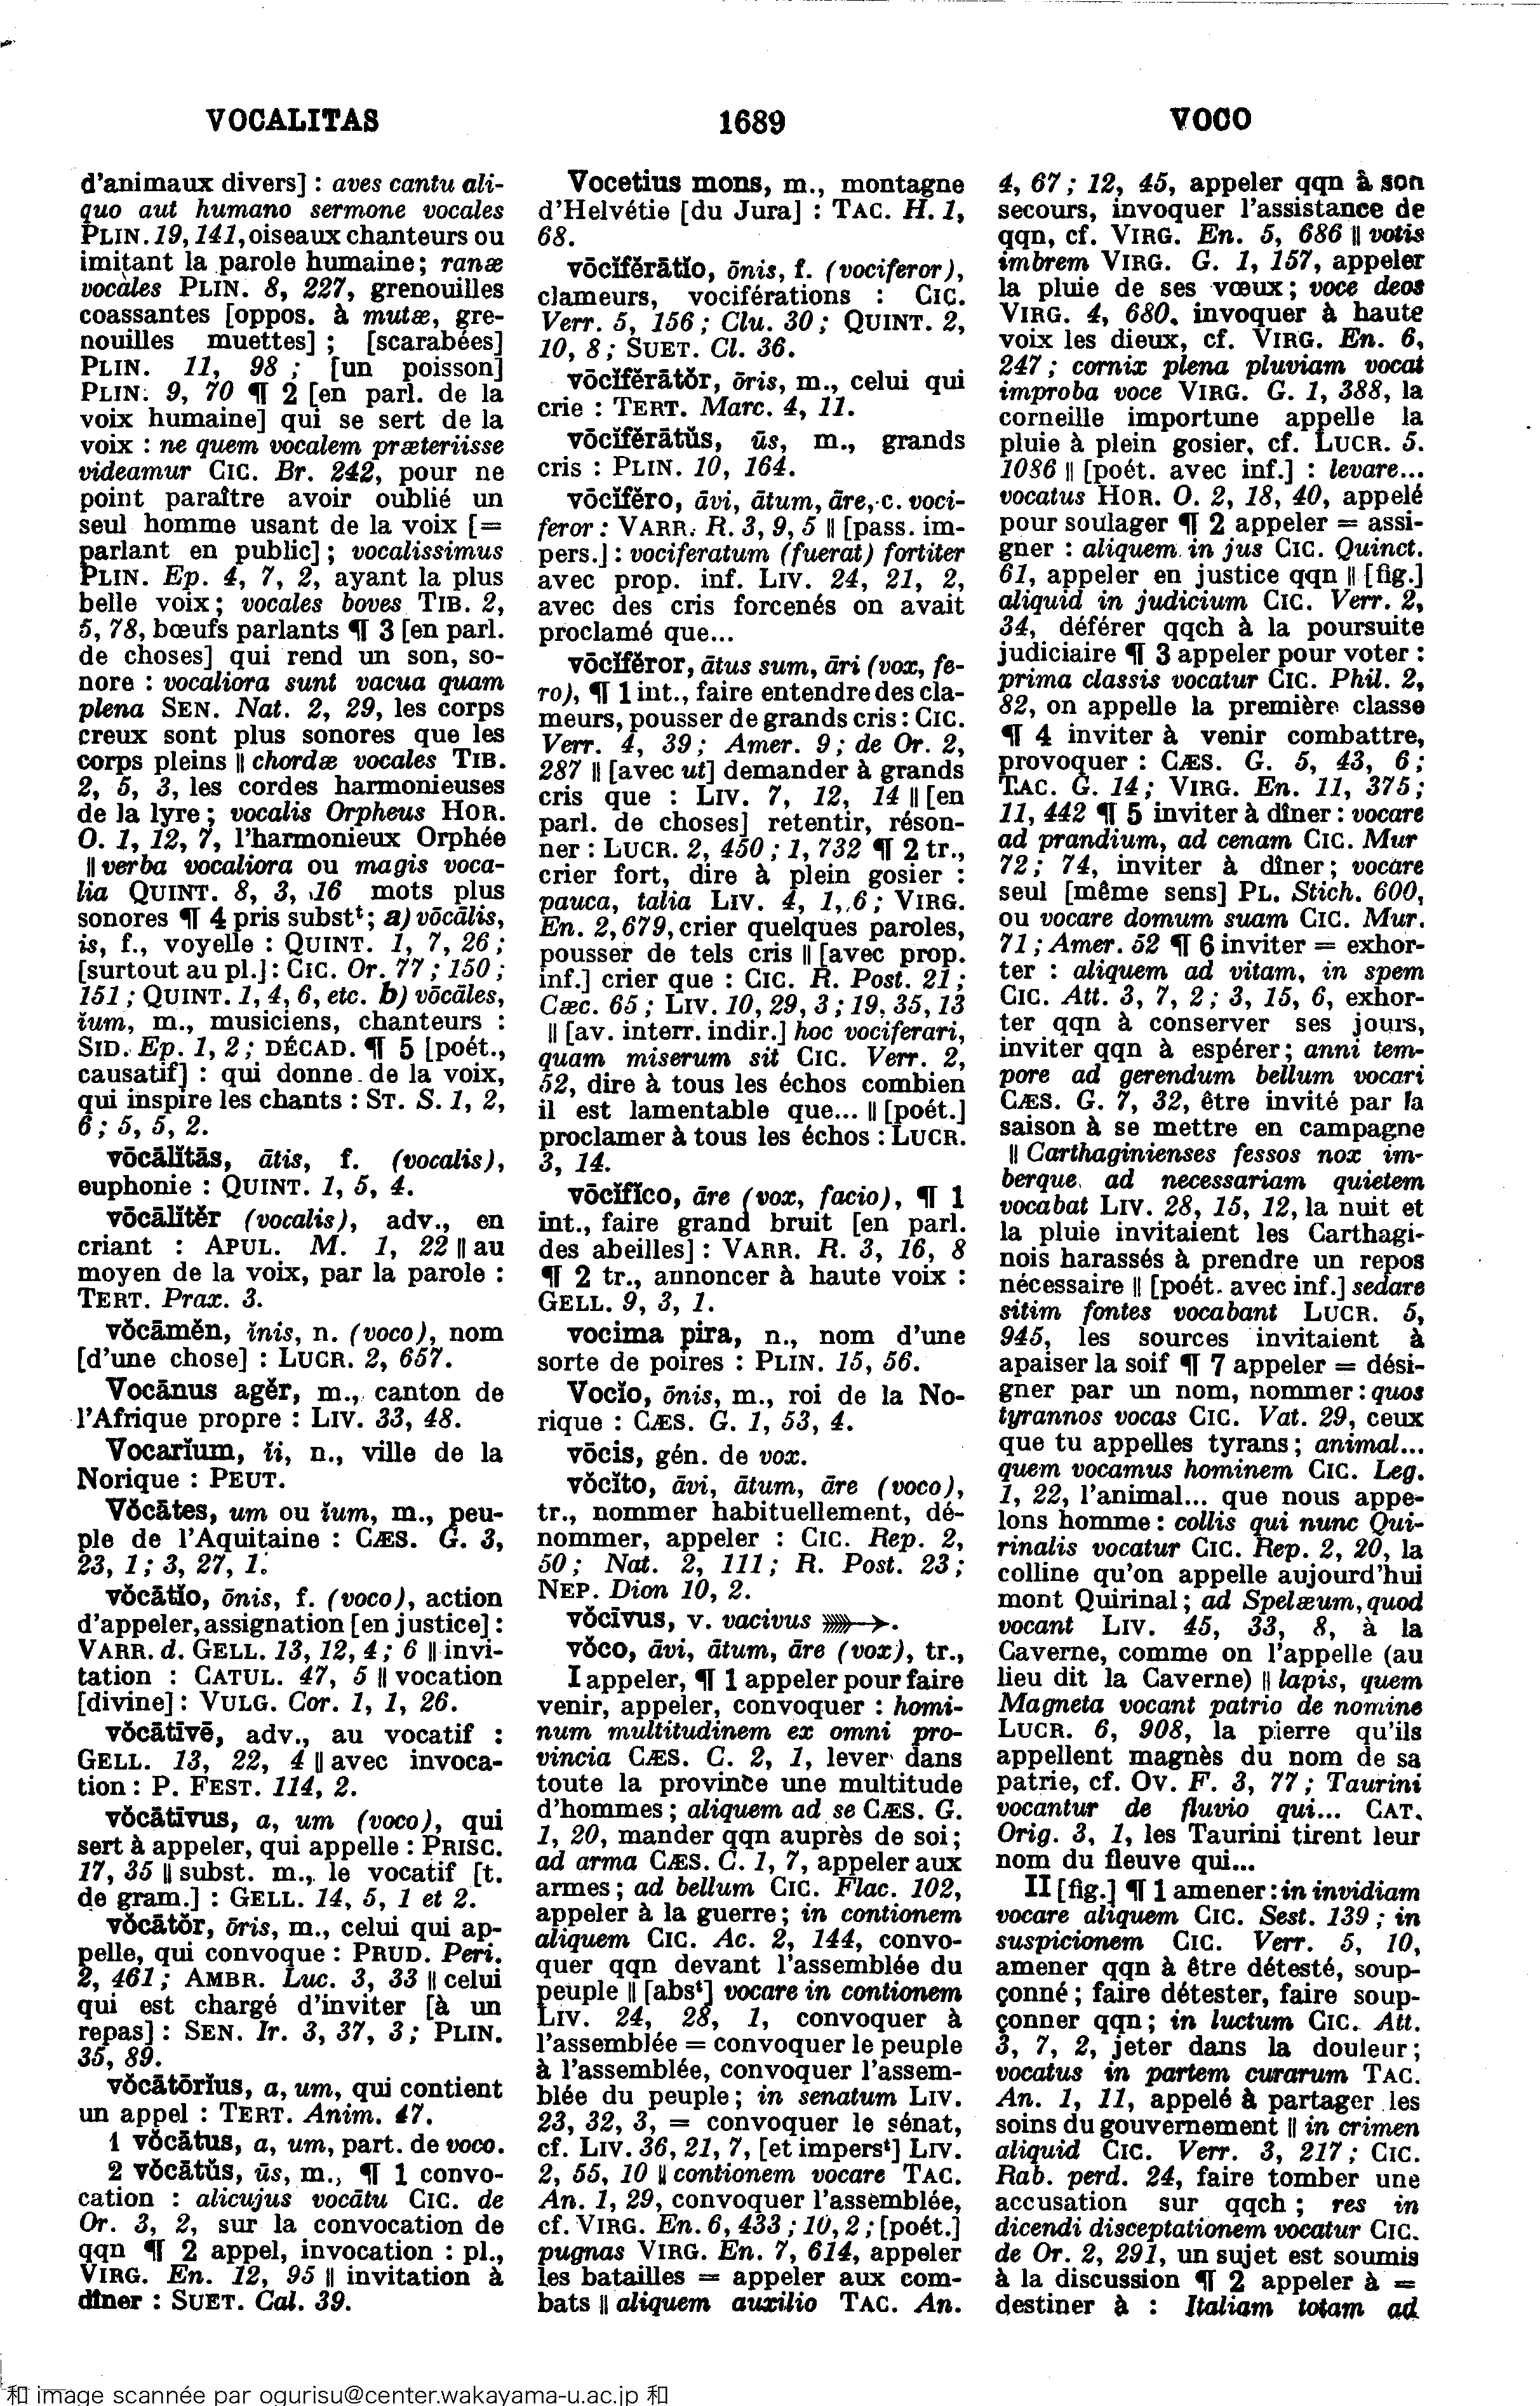 VOCALITAS
1689
VOCO
d'animaux divers] : aves cantu ali-
quo aut humano sermone vocales
PLIN. 19, 141, oiseaux chanteurs ou
imitant la parole humaine; ranæ
vocales PLIN. 8, 227, grenouilles
coassantes [oppos. à mutæ, gre-
nouilles muettes] ; [scarabées]
PLIN. 11, 98 ; [un poisson]
PLIN. 9, 70 ¶ 2 [en parl. de la
voix humaine] qui se sert de la
voix : ne quem vocalem præteriisse
videamur CIC. Br. 242, pour ne
point paraître avoir oublié un
seul homme usant de la voix [=
parlant en public] ; vocalissimus
PLIN. Ep. 4, 7, 2, ayant la plus
belle voix ; vocales boves TIB. 2,
5, 78, bœufs parlants ¶ 3 [en parl.
de choses] qui rend un son, so-
nore : vocaliora sunt vacua quam
plena SEN. Nat. 2, 29, les corps
creux sont plus sonores que les
corps pleins || chordæ vocales TIB.
2, 5, 3, les cordes harmonieuses
de la lyre ; vocalis Orpheus HOR.
O. 1, 12, 7, l'harmonieux Orphée
|| verba vocaliora ou magis voca-
lia QUINT. 8, 3, 16 mots plus
sonores ¶ 4 pris substᵗ; a) vōcālis,
is, f., voyelle : QUINT. 1, 7, 26 ;
[surtout au pl.] : CIC. Or. 77 ; 150 ;
151 ; QUINT. 1, 4, 6, etc. b) vōcāles,
ĭum, m., musiciens, chanteurs :
SID. Ep. 1, 2 ; DÉCAD. ¶ 5 [poét.,
causatif] : qui donne de la voix,
qui inspire les chants : ST. S. 1, 2,
6 ; 5, 5, 2.
vōcālĭtās, ātis, f. (vocalis),
euphonie : QUINT. 1, 5, 4.
vōcālĭtĕr (vocalis), adv., en
criant : APUL. M. 1, 22 || au
moyen de la voix, par la parole :
TERT. Prax. 3.
vŏcāmĕn, ĭnis, n. (voco), nom
[d'une chose] : LUCR. 2, 657.
Vocānus agĕr, m., canton de
l'Afrique propre : LIV. 33, 48.
Vocarĭum, ĭi, n., ville de la
Norique : PEUT.
Vŏcātes, um ou ĭum, m., peu-
ple de l'Aquitaine : CÆS. G. 3,
23, 1 ; 3, 27, 1.
vŏcātĭo, ōnis, f. (voco), action
d'appeler, assignation [en justice] :
VARR. d. GELL. 13, 12, 4 ; 6 || invi-
tation : CATUL. 47, 5 || vocation
[divine] : VULG. Cor. 1, 1, 26.
vŏcātīvē, adv., au vocatif :
GELL. 13, 22, 4 || avec invoca-
tion : P. FEST. 114, 2.
vŏcātīvus, a, um (voco), qui
sert à appeler, qui appelle : PRISC.
17, 35 || subst. m., le vocatif [t.
de gram.] : GELL. 14, 5, 1 et 2.
vŏcātŏr, ōris, m., celui qui ap-
pelle, qui convoque : PRUD. Peri.
2, 461 ; AMBR. Luc. 3, 33 || celui
qui est chargé d'inviter [à un
repas] : SEN. Ir. 3, 37, 3 ; PLIN.
35, 89.
vŏcātōrĭus, a, um, qui contient
un appel : TERT. Anim. 47.
1 vŏcātus, a, um, part. de voco.
2 vŏcātŭs, ūs, m., ¶ 1 convo-
cation : alicujus vocātu CIC. de
Or. 3, 2, sur la convocation de
qqn ¶ 2 appel, invocation : pl.,
VIRG. En. 12, 95 || invitation à
dîner : SUET. Cal. 39.
Vocetius mons, m., montagne
d'Helvétie [du Jura] : TAC. H. 1,
68.
vōcĭfĕrātĭo, ōnis, f. (vociferor),
clameurs, vociférations : CIC.
Verr. 5, 156 ; Clu. 30 ; QUINT. 2,
10, 8 ; SUET. Cl. 36.
vōcĭfĕrātŏr, ōris, m., celui qui
crie : TERT. Marc. 4, 11.
vōcĭfĕrātŭs, ūs, m., grands
cris : PLIN. 10, 164.
vōcĭfĕro, āvi, ātum, āre, c. voci-
feror : VARR. R. 3, 9, 5 || [pass. im-
pers.] : vociferatum (fuerat) fortiter
avec prop. inf. LIV. 24, 21, 2,
avec des cris forcenés on avait
proclamé que...
vōcĭfĕror, ātus sum, āri (vox, fe-
ro), ¶ 1 int., faire entendre des cla-
meurs, pousser de grands cris : CIC.
Verr. 4, 39 ; Amer. 9 ; de Or. 2,
287 || [avec ut] demander à grands
cris que : LIV. 7, 12, 14 || [en
parl. de choses] retentir, réson-
ner : LUCR. 2, 450 ; 1, 732 ¶ 2 tr.,
crier fort, dire à plein gosier :
pauca, talia LIV. 4, 1, 6 ; VIRG.
En. 2, 679, crier quelques paroles,
pousser de tels cris || [avec prop.
inf.] crier que : CIC. R. Post. 21 ;
Cæc. 65 ; LIV. 10, 29, 3 ; 19, 35, 13
|| [av. interr. indir.] hoc vociferari,
quam miserum sit CIC. Verr. 2,
52, dire à tous les échos combien
il est lamentable que... || [poét.]
proclamer à tous les échos : LUCR.
3, 14.
vōcĭfĭco, āre (vox, facio), ¶ 1
int., faire grand bruit [en parl.
des abeilles] : VARR. R. 3, 16, 8
¶ 2 tr., annoncer à haute voix :
GELL. 9, 3, 1.
vocima pira, n., nom d'une
sorte de poires : PLIN. 15, 56.
Vocĭo, ōnis, m., roi de la No-
rique : CÆS. G. 1, 53, 4.
vōcis, gén. de vox.
vŏcĭto, āvi, ātum, āre (voco),
tr., nommer habituellement, dé-
nommer, appeler : CIC. Rep. 2,
50 ; Nat. 2, 111 ; R. Post. 23 ;
NEP. Dion 10, 2.
vŏcīvus, v. vacivus ➳.
vŏco, āvi, ātum, āre (vox), tr.,
I appeler, ¶ 1 appeler pour faire
venir, appeler, convoquer : homi-
num multitudinem ex omni pro-
vincia CÆS. C. 2, 1, lever dans
toute la province une multitude
d'hommes ; aliquem ad se CÆS. G.
1, 20, mander qqn auprès de soi ;
ad arma CÆS. C. 1, 7, appeler aux
armes ; ad bellum CIC. Flac. 102,
appeler à la guerre ; in contionem
aliquem CIC. Ac. 2, 144, convo-
quer qqn devant l'assemblée du
peuple || [absᵗ] vocare in contionem
LIV. 24, 28, 1, convoquer à
l'assemblée = convoquer le peuple
à l'assemblée, convoquer l'assem-
blée du peuple ; in senatum LIV.
23, 32, 3, = convoquer le sénat,
cf. LIV. 36, 21, 7, [et impersᵗ] LIV.
2, 55, 10 || contionem vocare TAC.
An. 1, 29, convoquer l'assemblée,
cf. VIRG. En. 6, 433 ; 10, 2 ; [poét.]
pugnas VIRG. En. 7, 614, appeler
les batailles = appeler aux com-
bats || aliquem auxilio TAC. An.
4, 67 ; 12, 45, appeler qqn à son
secours, invoquer l'assistance de
qqn, cf. VIRG. En. 5, 686 || votis
imbrem VIRG. G. 1, 157, appeler
la pluie de ses vœux ; voce deos
VIRG. 4, 680, invoquer à haute
voix les dieux, cf. VIRG. En. 6,
247 ; cornix plena pluviam vocat
improba voce VIRG. G. 1, 388, la
corneille importune appelle la
pluie à plein gosier, cf. LUCR. 5.
1086 || [poét. avec inf.] : levare...
vocatus HOR. O. 2, 18, 40, appelé
pour soulager ¶ 2 appeler = assi-
gner : aliquem in jus CIC. Quinct.
61, appeler en justice qqn || [fig.]
aliquid in judicium CIC. Verr. 2,
34, déférer qqch à la poursuite
judiciaire ¶ 3 appeler pour voter :
prima classis vocatur CIC. Phil. 2,
82, on appelle la première classe
¶ 4 inviter à venir combattre,
provoquer : CÆS. G. 5, 43, 6 ;
TAC. G. 14 ; VIRG. En. 11, 375 ;
11, 442 ¶ 5 inviter à dîner : vocare
ad prandium, ad cenam CIC. Mur
72 ; 74, inviter à dîner ; vocare
seul [même sens] PL. Stich. 600,
ou vocare domum suam CIC. Mur.
71 ; Amer. 52 ¶ 6 inviter = exhor-
ter : aliquem ad vitam, in spem
CIC. Att. 3, 7, 2 ; 3, 15, 6, exhor-
ter qqn à conserver ses jours,
inviter qqn à espérer ; anni tem-
pore ad gerendum bellum vocari
CÆS. G. 7, 32, être invité par la
saison à se mettre en campagne
|| Carthaginienses fessos nox im-
berque ad necessariam quietem
vocabat LIV. 28, 15, 12, la nuit et
la pluie invitaient les Carthagi-
nois harassés à prendre un repos
nécessaire || [poét. avec inf.] sedare
sitim fontes vocabant LUCR. 5,
945, les sources invitaient à
apaiser la soif ¶ 7 appeler = dési-
gner par un nom, nommer : quos
tyrannos vocas CIC. Vat. 29, ceux
que tu appelles tyrans ; animal...
quem vocamus hominem CIC. Leg.
1, 22, l'animal... que nous appe-
lons homme : collis qui nunc Qui-
rinalis vocatur CIC. Rep. 2, 20, la
colline qu'on appelle aujourd'hui
mont Quirinal ; ad Spelæum, quod
vocant LIV. 45, 33, 8, à la
Caverne, comme on l'appelle (au
lieu dit la Caverne) || lapis, quem
Magneta vocant patrio de nomine
LUCR. 6, 908, la pierre qu'ils
appellent magnès du nom de sa
patrie, cf. OV. F. 3, 77 ; Taurini
vocantur de fluvio qui... CAT.
Orig. 3, 1, les Taurini tirent leur
nom du fleuve qui...
II [fig.] ¶ 1 amener : in invidiam
vocare aliquem CIC. Sest. 139 ; in
suspicionem CIC. Verr. 5, 10,
amener qqn à être détesté, soup-
çonné ; faire détester, faire soup-
çonner qqn ; in luctum CIC. Att.
3, 7, 2, jeter dans la douleur ;
vocatus in partem curarum TAC.
An. 1, 11, appelé à partager les
soins du gouvernement || in crimen
aliquid CIC. Verr. 3, 217 ; CIC.
Rab. perd. 24, faire tomber une
accusation sur qqch ; res in
dicendi disceptationem vocatur CIC.
de Or. 2, 291, un sujet est soumis
à la discussion ¶ 2 appeler à =
destiner à : Italiam totam ad
和 image scannée par ogurisu@center.wakayama-u.ac.jp 和